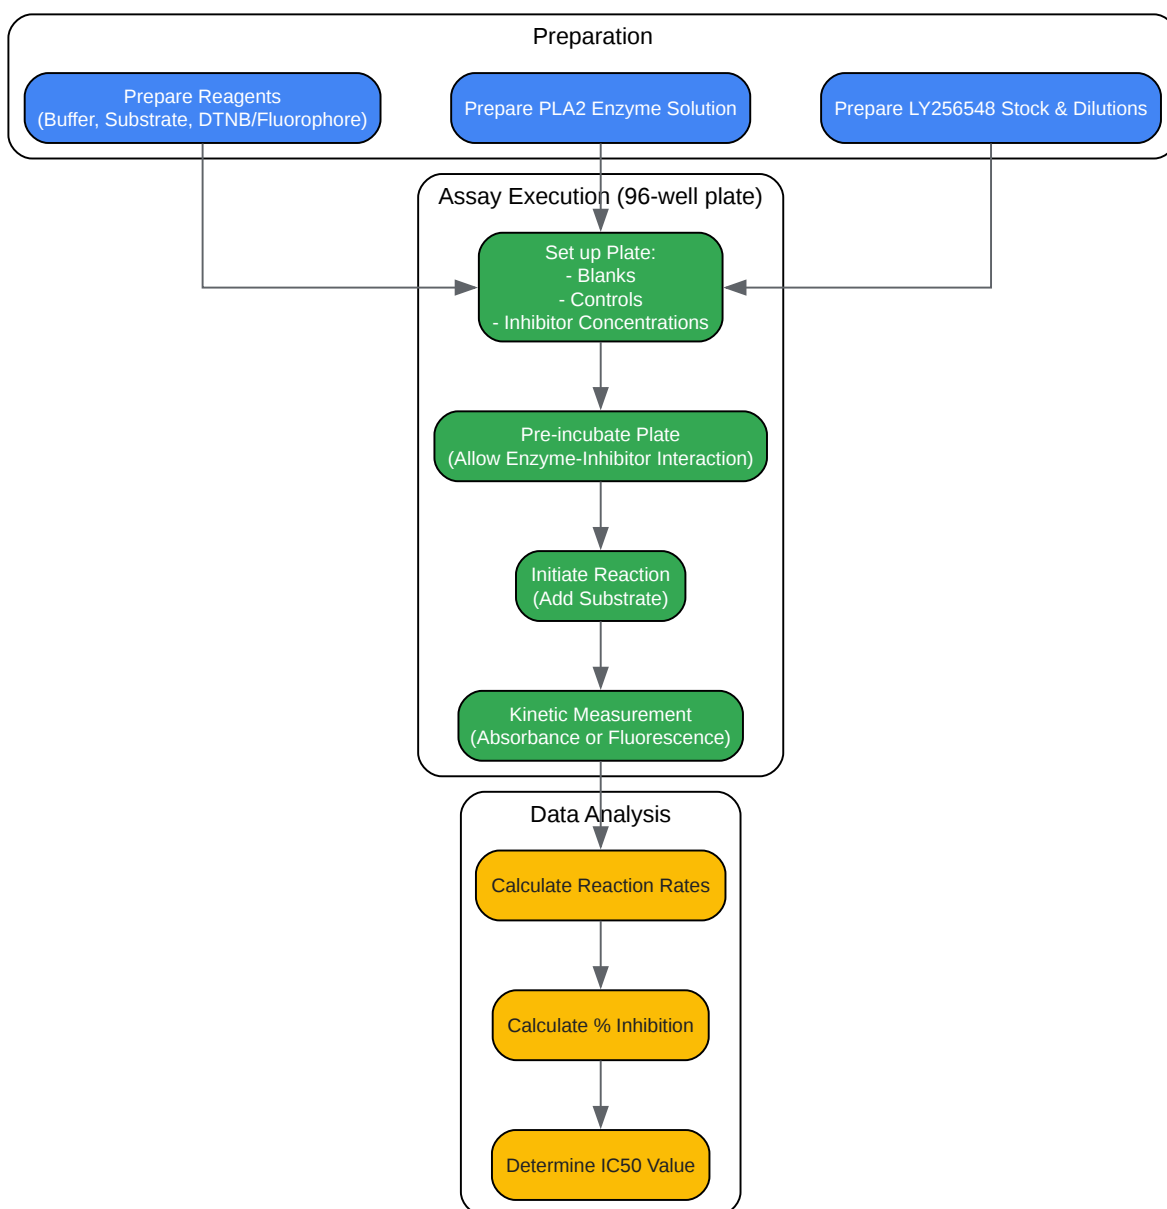 Preparation
Prepare Reagents
(Buffer, Substrate, DTNB/Fluorophore)
Prepare PLA2 Enzyme Solution
Prepare LY256548 Stock & Dilutions
Assay Execution (96-well plate)
Set up Plate:
- Blanks
- Controls
- Inhibitor Concentrations
Pre-incubate Plate
(Allow Enzyme-Inhibitor Interaction)
Initiate Reaction
(Add Substrate)
Kinetic Measurement
(Absorbance or Fluorescence)
Data Analysis
Calculate Reaction Rates
Calculate % Inhibition
Determine IC50 Value